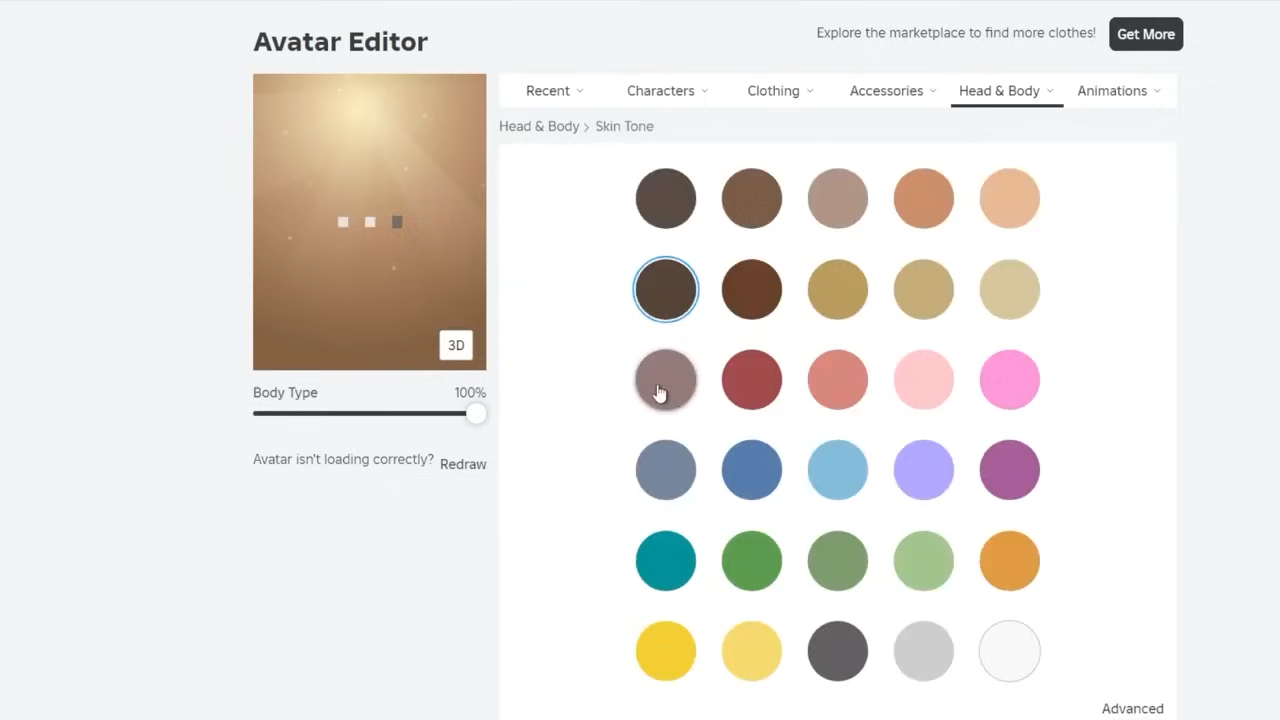 Avatar Editor
Explore the marketplace to find more clothes!
Get More
Recent
Characters
Clothing
Accessories
Head & Body
Animations
Head & Body > Skin Tone
3D
Body Type
100%
Avatar isn't loading correctly?
Redraw
Advanced